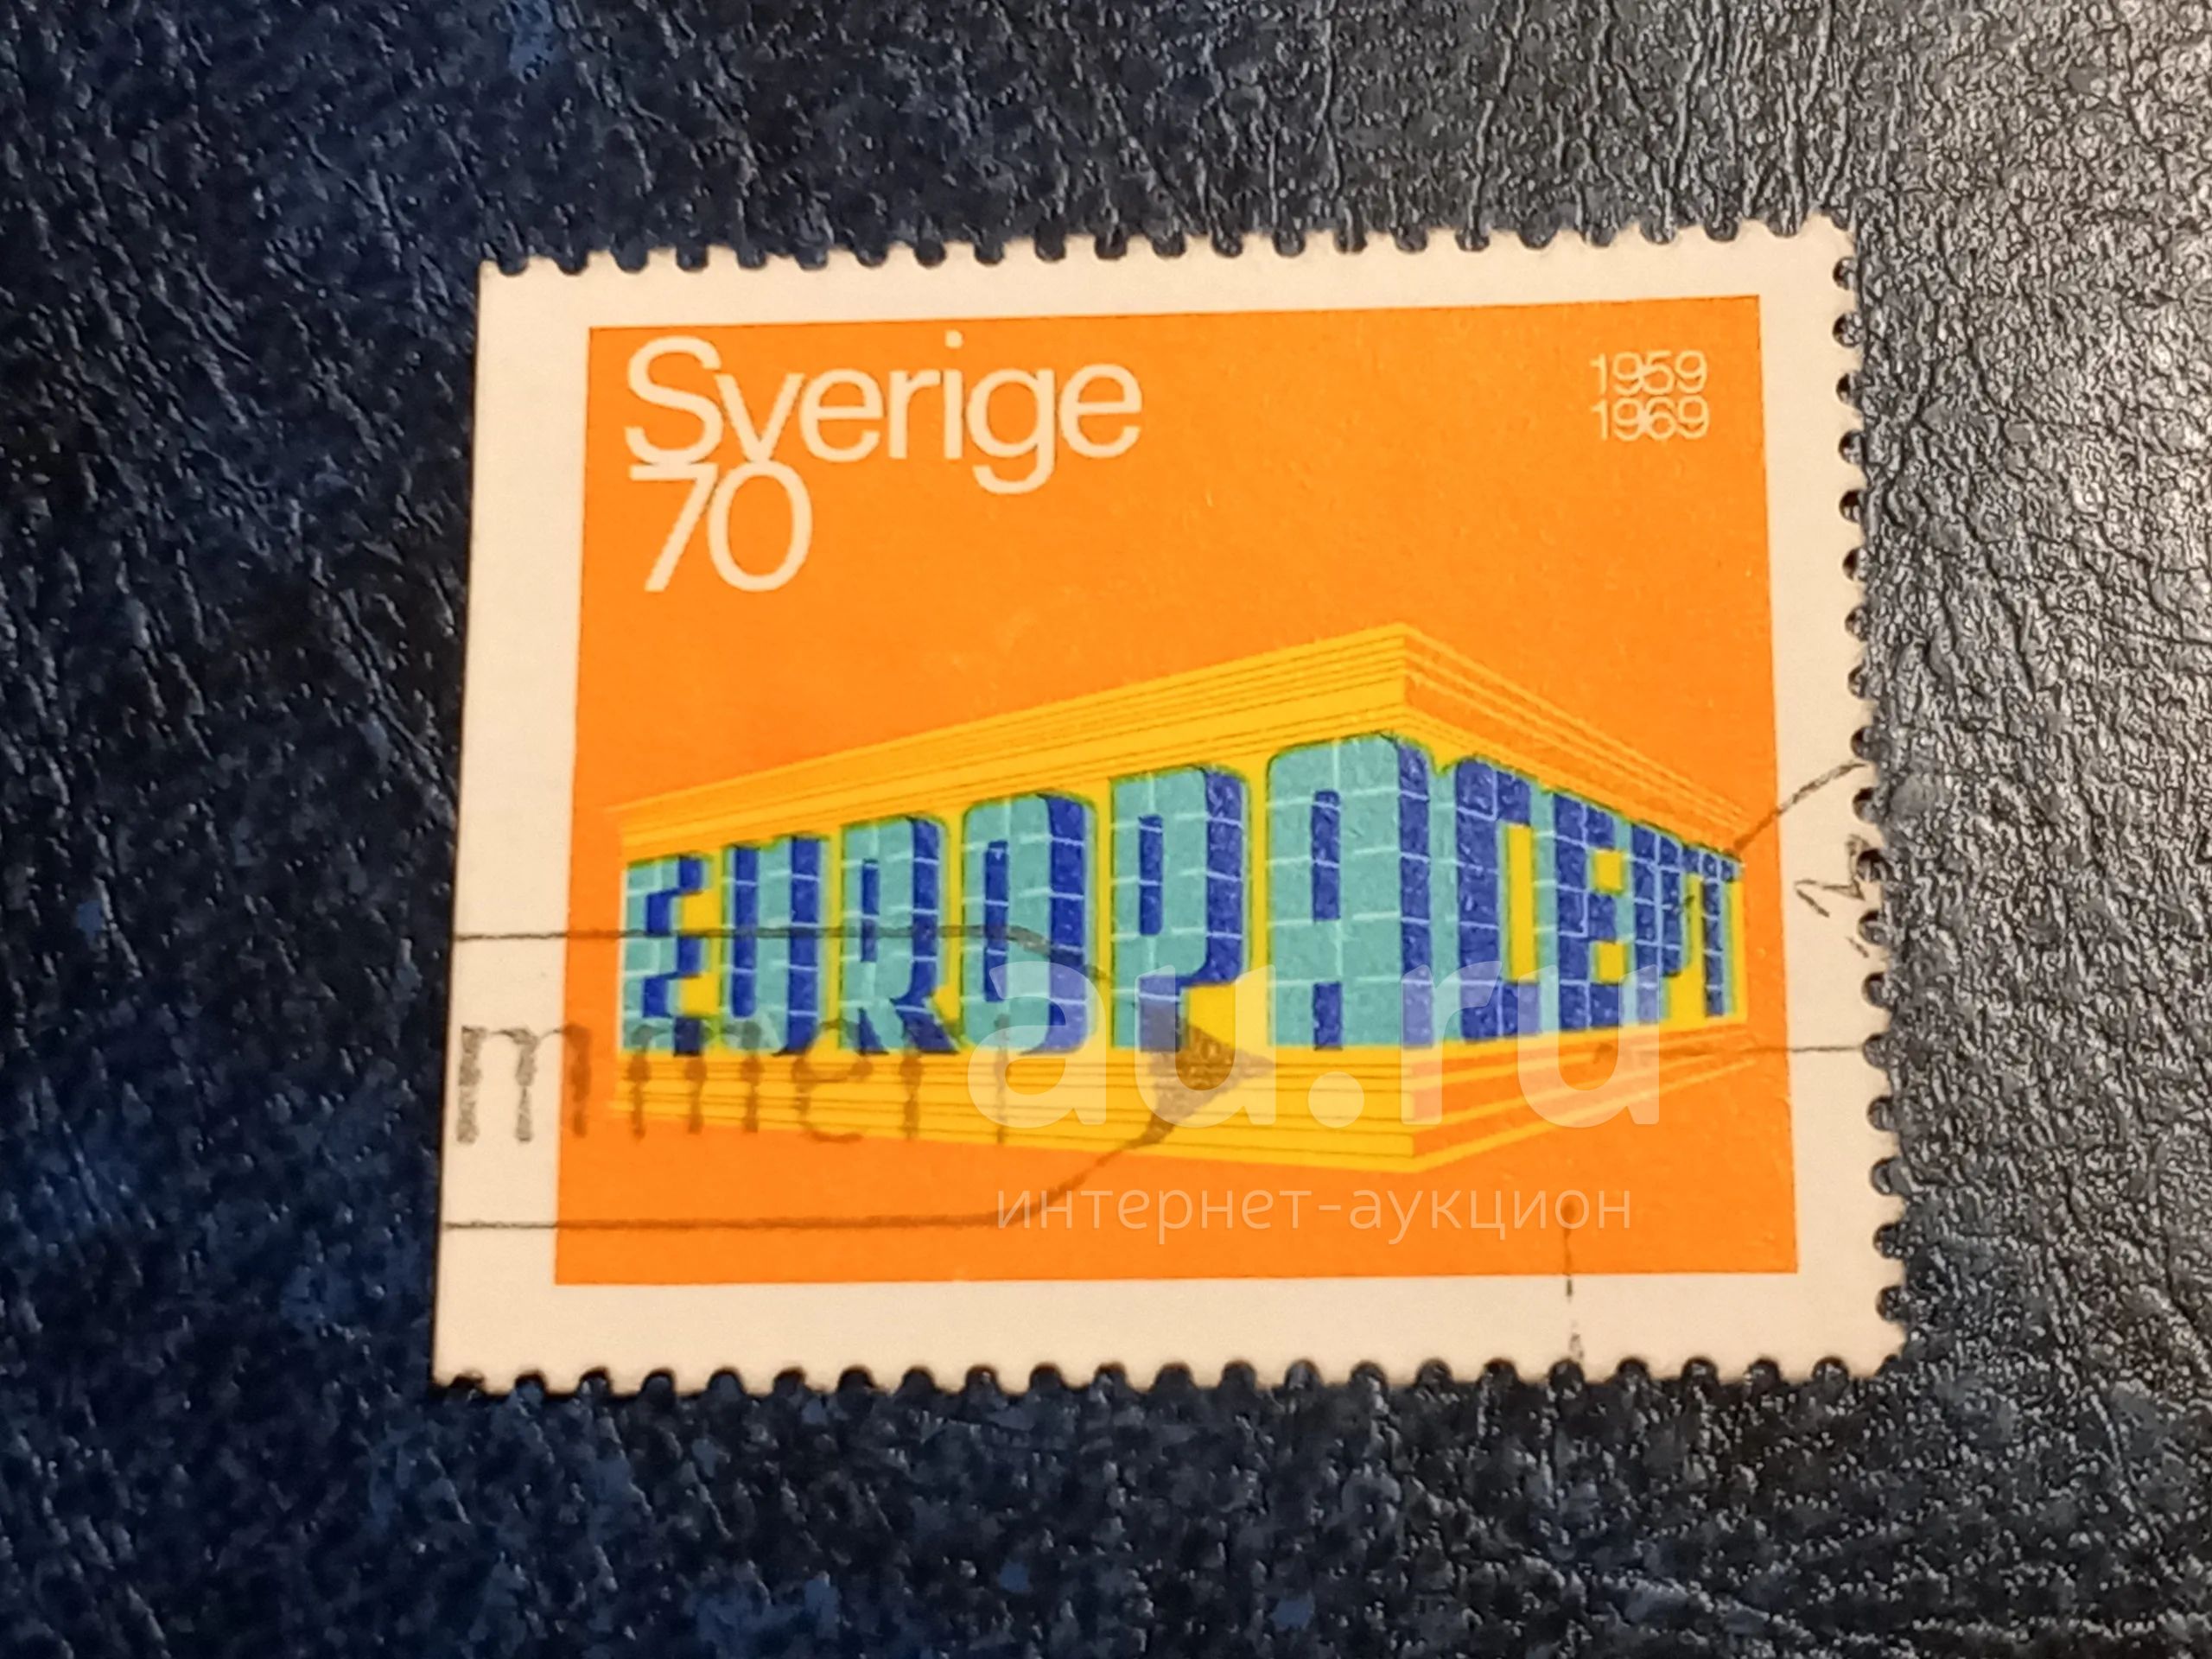 Sverige
1959
1969
70
EUROPA CEPT
au.ru
интернет-аукцион